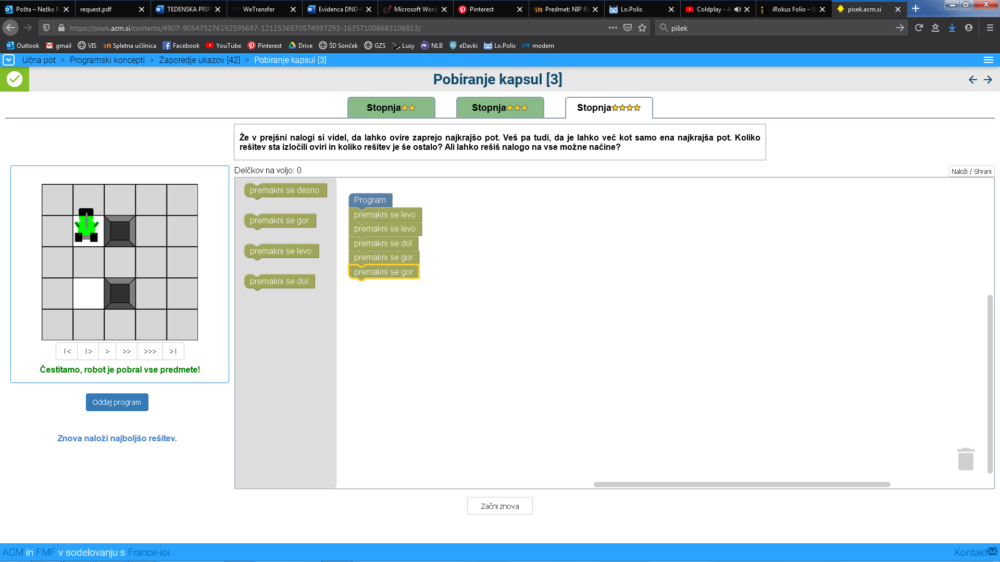 Pošta – Nežka R
request.pdf
TEDENSKA PRIP
WeTransfer
Evidenca DND-R
Microsoft Word
Pinterest
Predmet: NIP Ra
Lo.Polis
Coldplay - A
iRokus Folio – S
pisek.acm.si
https://pisek.acm.si/contents/4907-905475276192595697-1211536570574997293-163571008683106813/
pišek
Outlook
gmail
VIS
Spletna učilnica
Facebook
YouTube
Pinterest
Drive
ŠD Sonček
GZS
Lusy
NLB
eDavki
Lo.Polis
ZTE modem
Učna pot > Programski koncepti > Zaporedje ukazov [42] > Pobiranje kapsul [3]
Pobiranje kapsul [3]
Stopnja
Stopnja
Stopnja
Že v prejšni nalogi si videl, da lahko ovire zaprejo najkrajšo pot. Veš pa tudi, da je lahko več kot samo ena najkrajša pot. Koliko
rešitev sta izločili oviri in koliko rešitev je še ostalo? Ali lahko rešiš nalogo na vse možne načine?
Delčkov na voljo: 0
Naloži / Shrani
premakni se desno
premakni se gor
premakni se levo
premakni se dol
Program
premakni se levo
premakni se levo
premakni se dol
premakni se gor
premakni se gor
|< |> > >> >>> >|
Čestitamo, robot je pobral vse predmete!
Oddaj program
Znova naloži najboljšo rešitev.
Začni znova
ACM in FMF v sodelovanju s France-ioi
Kontakt